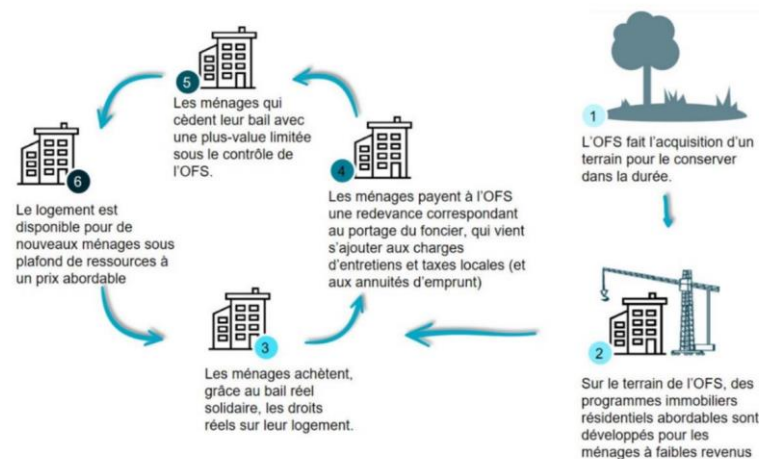 1
L'OFS fait l'acquisition d'un
terrain pour le conserver
dans la durée.
2
Sur le terrain de l'OFS, des
programmes immobiliers
résidentiels abordables sont
développés pour les
ménages à faibles revenus
3
Les ménages achètent,
grâce au bail réel
solidaire, les droits
réels sur leur logement.
4
Les ménages payent à l'OFS
une redevance correspondant
au portage du foncier, qui vient
s'ajouter aux charges
d'entretiens et taxes locales (et
aux annuités d'emprunt)
5
Les ménages qui
cèdent leur bail avec
une plus-value limitée
sous le contrôle de
l'OFS.
6
Le logement est
disponible pour de
nouveaux ménages sous
plafond de ressources à
un prix abordable